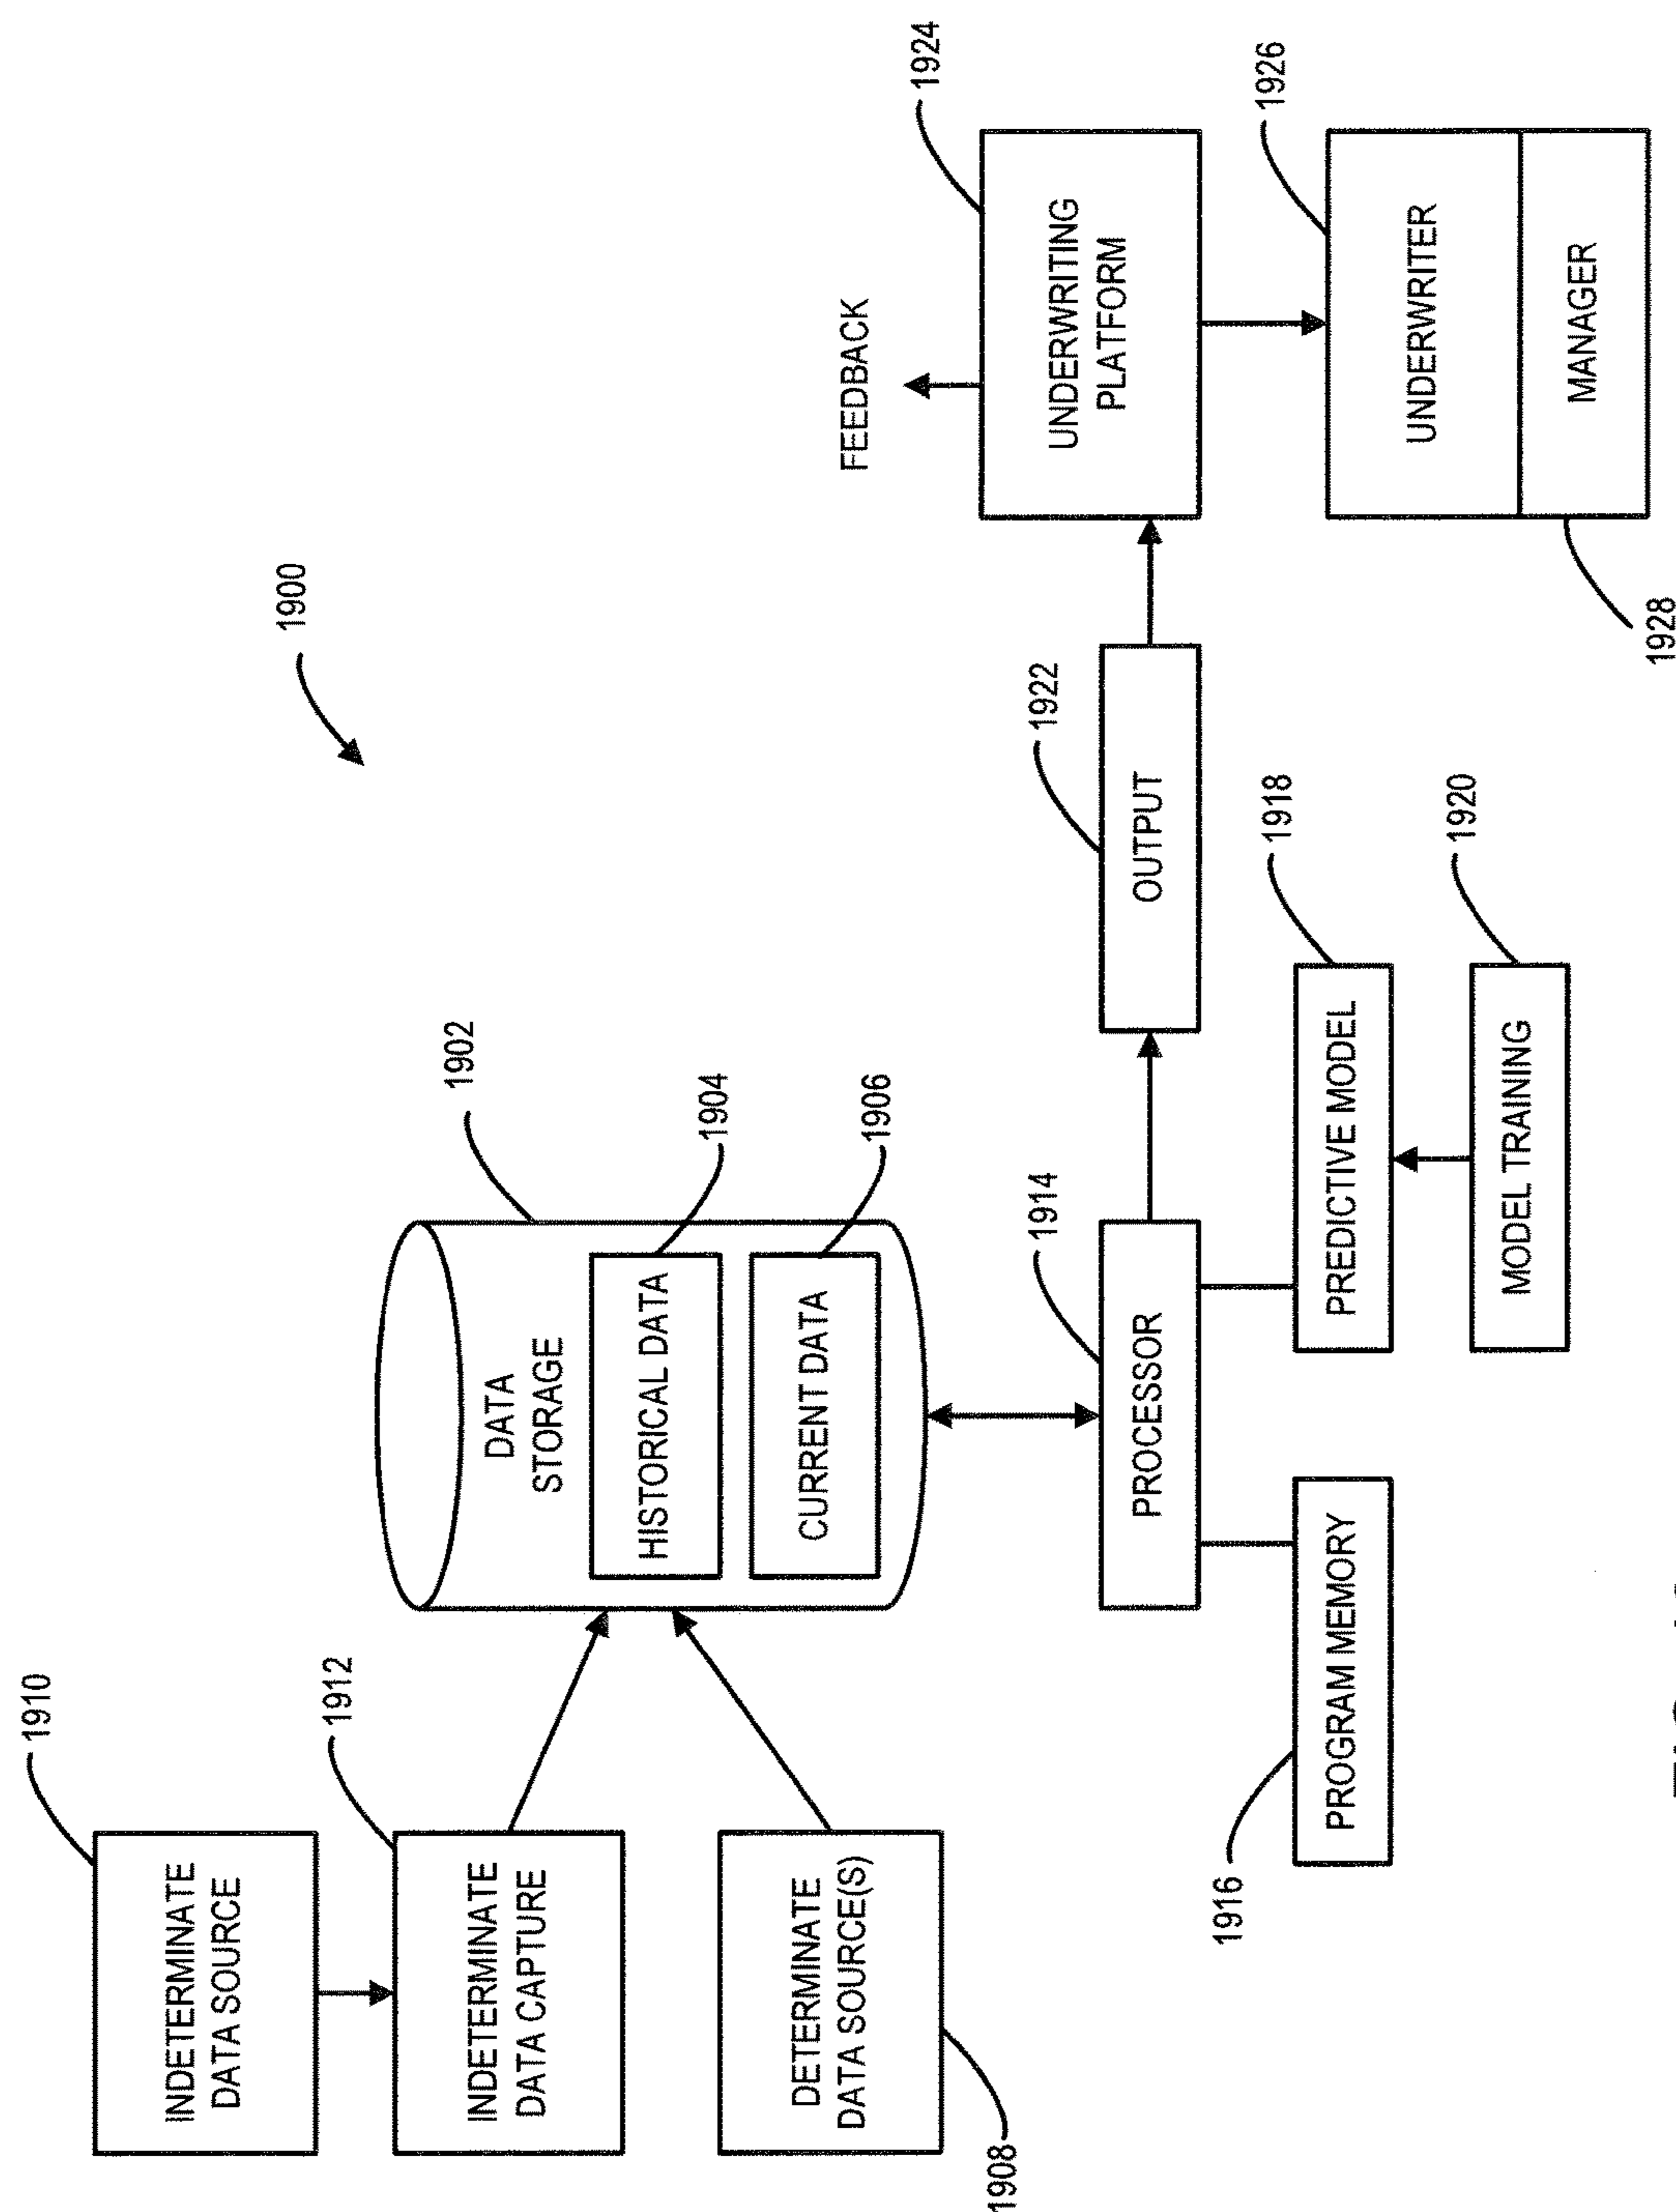 1910
INDETERMINATE
DATA SOURCE
1900
1912
INDETERMINATE
DATA CAPTURE
1902
DATA
STORAGE
HISTORICAL DATA
1904
CURRENT DATA
1906
DETERMINATE
DATA SOURCE(S)
1908
1914
PROCESSOR
1922
OUTPUT
FEEDBACK
1924
UNDERWRITING
PLATFORM
1916
PROGRAM MEMORY
PREDICTIVE MODEL
1918
MODEL TRAINING
1920
1926
UNDERWRITER
MANAGER
1928